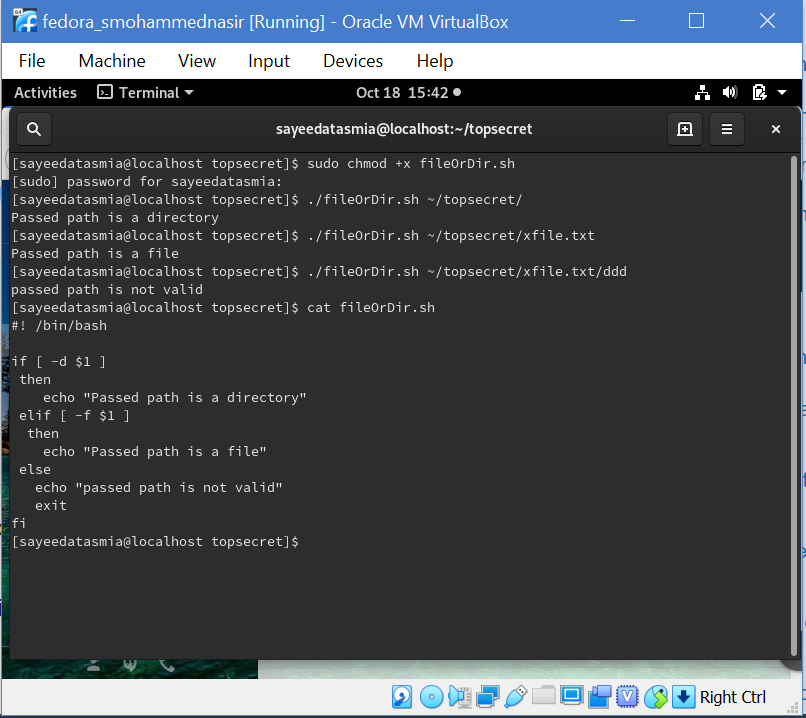 64
fedora_smohammednasir [Running] - Oracle VM VirtualBox
File Machine View Input Devices Help
Activities Terminal Oct 18 15:42
sayeedatasmia@localhost:~/topsecret
[sayeedatasmia@localhost topsecret]$ sudo chmod +x fileOrDir.sh
[sudo] password for sayeedatasmia:
[sayeedatasmia@localhost topsecret]$ ./fileOrDir.sh ~/topsecret/
Passed path is a directory
[sayeedatasmia@localhost topsecret]$ ./fileOrDir.sh ~/topsecret/xfile.txt
Passed path is a file
[sayeedatasmia@localhost topsecret]$ ./fileOrDir.sh ~/topsecret/xfile.txt/ddd
passed path is not valid
[sayeedatasmia@localhost topsecret]$ cat fileOrDir.sh
#! /bin/bash
if [ -d $1 ]
then
echo "Passed path is a directory"
elif [ -f $1 ]
then
echo "Passed path is a file"
else
echo "passed path is not valid"
exit
fi
[sayeedatasmia@localhost topsecret]$
Right Ctrl